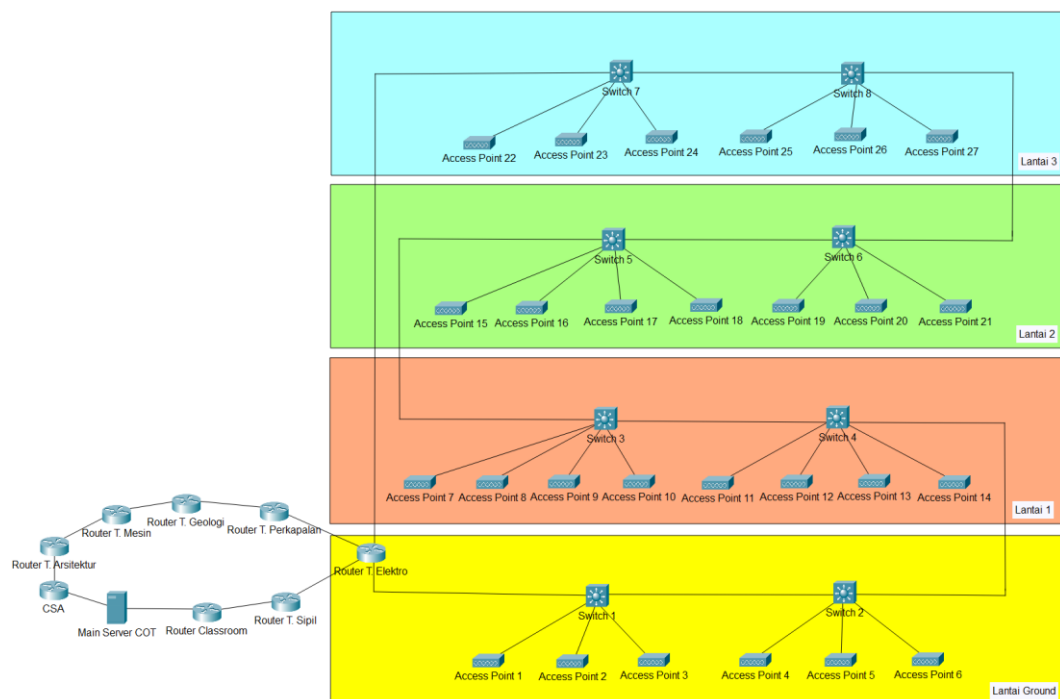 Switch 7
Switch 8
Access Point 22
Access Point 23
Access Point 24
Access Point 25
Access Point 26
Access Point 27
Lantai 3
Switch 5
Switch 6
Access Point 15
Access Point 16
Access Point 17
Access Point 18
Access Point 19
Access Point 20
Access Point 21
Lantai 2
Switch 3
Switch 4
Access Point 7
Access Point 8
Access Point 9
Access Point 10
Access Point 11
Access Point 12
Access Point 13
Access Point 14
Lantai 1
Router T. Geologi
Router T. Mesin
Router T. Perkapalan
Router T. Arsitektur
Router T. Elektro
CSA
Main Server COT
Router Classroom
Router T. Sipil
Switch 1
Switch 2
Access Point 1
Access Point 2
Access Point 3
Access Point 4
Access Point 5
Access Point 6
Lantai Ground